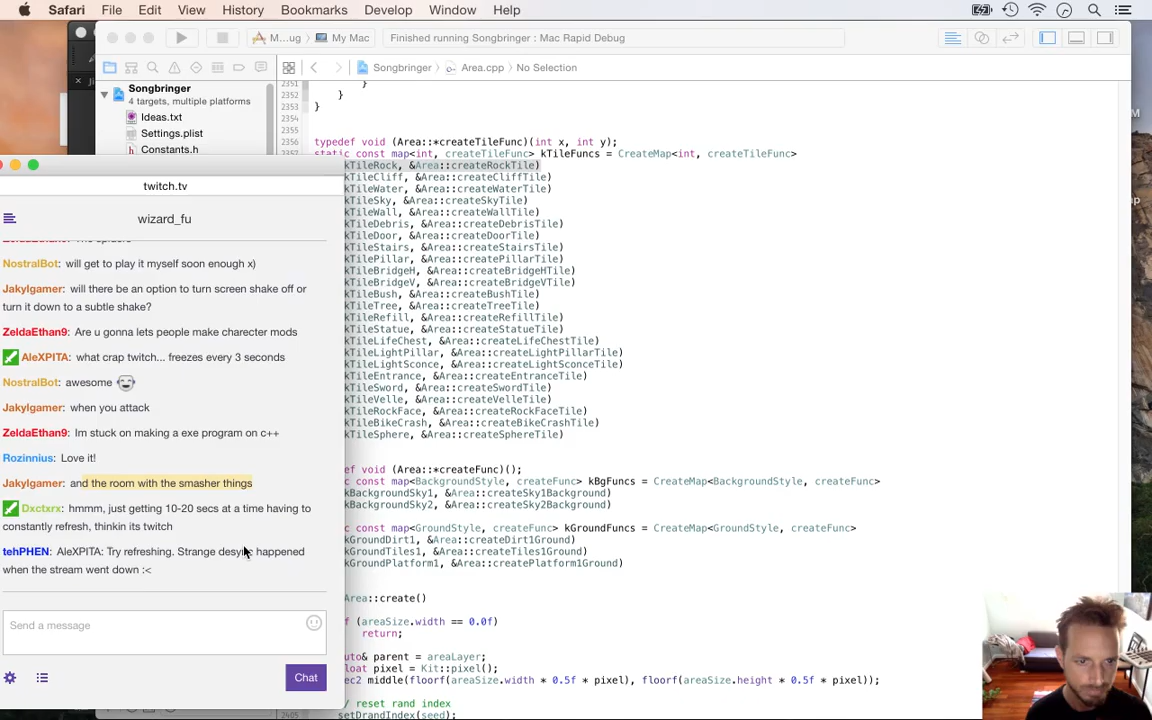 Safari File Edit View History Bookmarks Develop Window Help
M...ug My Mac
Finished running Songbringer : Mac Rapid Debug
Songbringer Area.cpp No Selection
Songbringer
4 targets, multiple platforms
Ideas.txt
Settings.plist
Constants.h
2351 }
2352 }
2353 }
2354
2355
2356 typedef void (Area::*createTileFunc)(int x, int y);
2357 static const map<int, createTileFunc> kTileFuncs = CreateMap<int, createTileFunc>
kTileRock, &Area::createRockTile)
kTileCliff, &Area::createCliffTile)
kTileWater, &Area::createWaterTile)
kTileSky, &Area::createSkyTile)
kTileWall, &Area::createWallTile)
kTileDebris, &Area::createDebrisTile)
kTileDoor, &Area::createDoorTile)
kTileStairs, &Area::createStairsTile)
kTilePillar, &Area::createPillarTile)
kTileBridgeH, &Area::createBridgeHTile)
kTileBridgeV, &Area::createBridgeVTile)
kTileBush, &Area::createBushTile)
kTileTree, &Area::createTreeTile)
kTileRefill, &Area::createRefillTile)
kTileStatue, &Area::createStatueTile)
kTileLifeChest, &Area::createLifeChestTile)
kTileLightPillar, &Area::createLightPillarTile)
kTileLightSconce, &Area::createLightSconceTile)
kTileEntrance, &Area::createEntranceTile)
kTileSword, &Area::createSwordTile)
kTileVelle, &Area::createVelleTile)
kTileRockFace, &Area::createRockFaceTile)
kTileBikeCrash, &Area::createBikeCrashTile)
kTileSphere, &Area::createSphereTile)
ef void (Area::*createFunc)();
c const map<BackgroundStyle, createFunc> kBgFuncs = CreateMap<BackgroundStyle, createFunc>
kBackgroundSky1, &Area::createSky1Background)
kBackgroundSky2, &Area::createSky2Background)
c const map<GroundStyle, createFunc> kGroundFuncs = CreateMap<GroundStyle, createFunc>
kGroundDirt1, &Area::createDirt1Ground)
kGroundTiles1, &Area::createTiles1Ground)
kGroundPlatform1, &Area::createPlatform1Ground)
Area::create()
f (areaSize.width == 0.0f)
return;
auto& parent = areaLayer;
loat pixel = Kit::pixel();
ec2 middle(floorf(areaSize.width * 0.5f * pixel), floorf(areaSize.height * 0.5f * pixel));
/ reset rand index
2405 setDrandIndex(seed);
twitch.tv
wizard_fu
NostralBot: will get to play it myself soon enough x)
Jakylgamer: will there be an option to turn screen shake off or
turn it down to a subtle shake?
ZeldaEthan9: Are u gonna lets people make charecter mods
AleXPITA: what crap twitch... freezes every 3 seconds
NostralBot: awesome
Jakylgamer: when you attack
ZeldaEthan9: Im stuck on making a exe program on c++
Rozinnius: Love it!
Jakylgamer: and the room with the smasher things
Dxctxrx: hmmm, just getting 10-20 secs at a time having to
constantly refresh, thinkin its twitch
tehPHEN: AleXPITA: Try refreshing. Strange desync happened
when the stream went down :<
Send a message
Chat